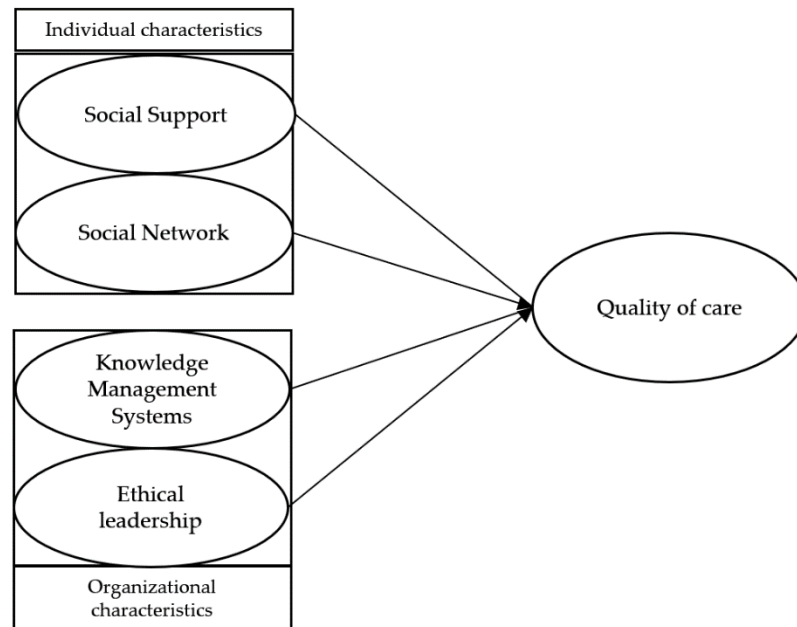 Individual characteristics
Social Support
Social Network
Quality of care
Knowledge
Management
Systems
Ethical
leadership
Organizational
characteristics